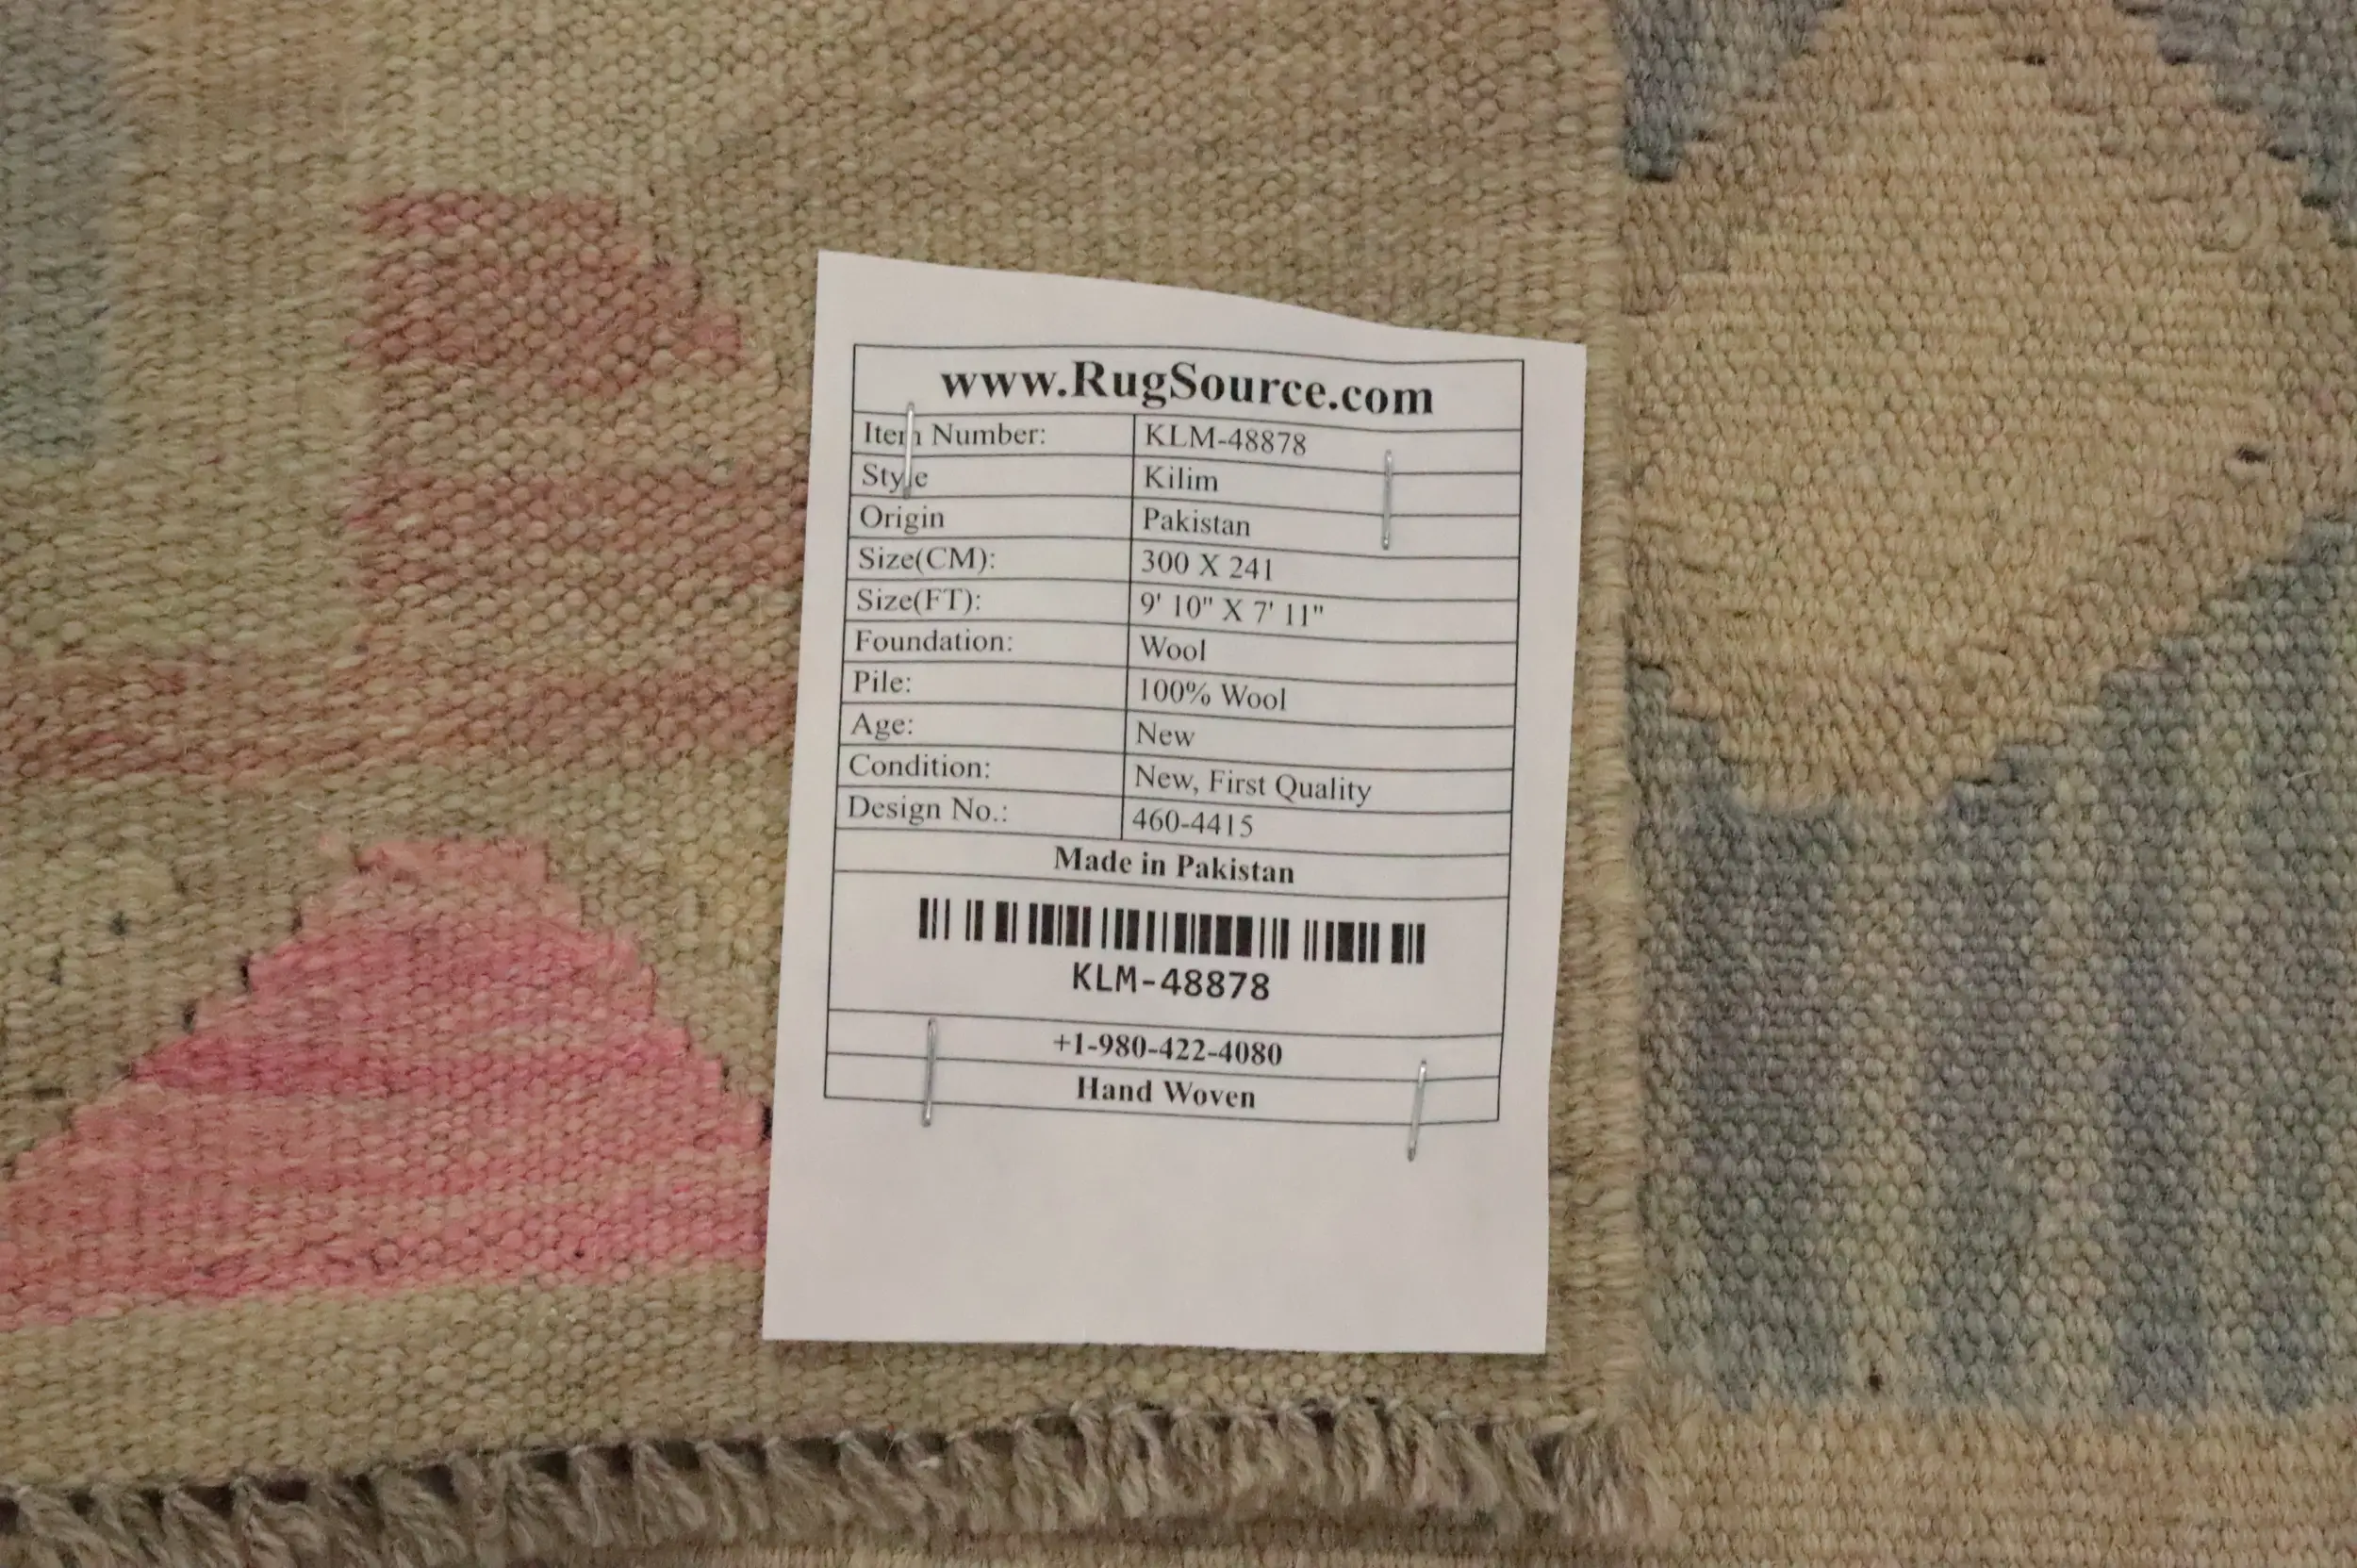 www.RugSource.com
Item Number: KLM-48878
Style Kilim
Origin Pakistan
Size(CM): 300 X 241
Size(FT): 9' 10" X 7' 11"
Foundation: Wool
Pile: 100% Wool
Age: New
Condition: New, First Quality
Design No.: 460-4415
Made in Pakistan
KLM-48878
+1-980-422-4080
Hand Woven